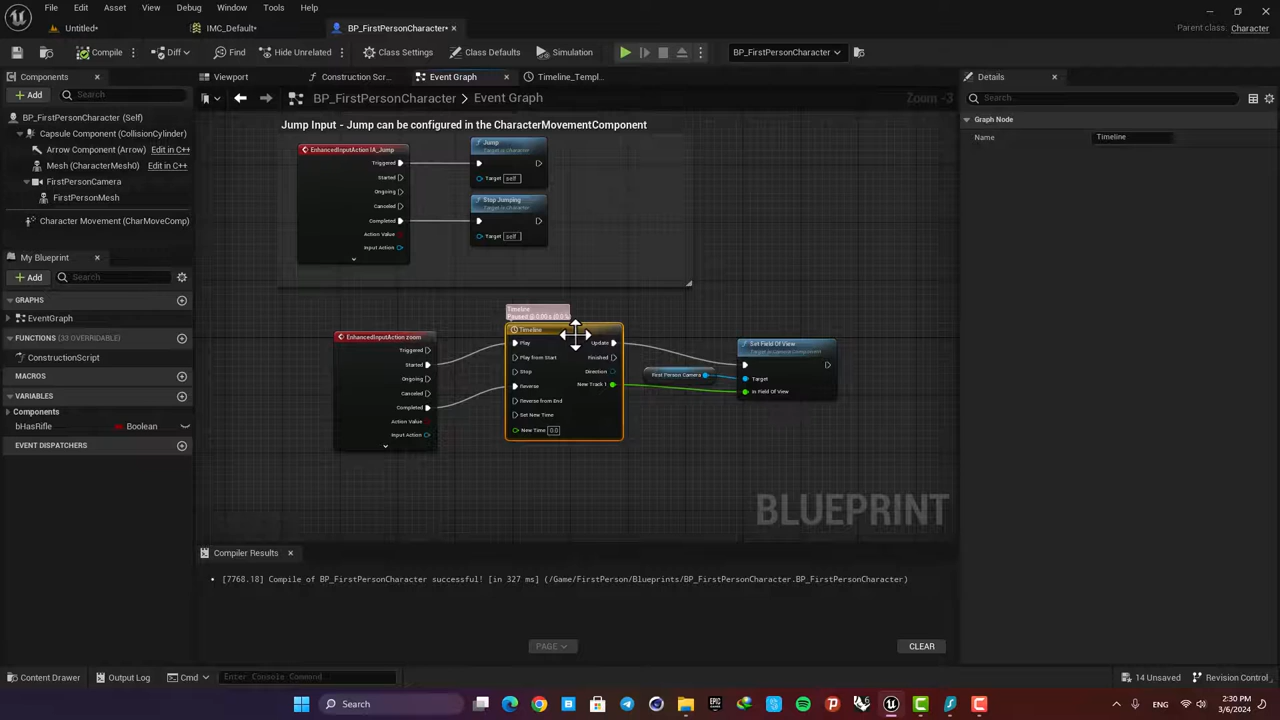 File Edit Asset View Debug Window Tools Help
Untitled* IMC_Default* BP_FirstPersonCharacter*
Parent class: Character
Compile Diff Find Hide Unrelated Class Settings Class Defaults Simulation BP_FirstPersonCharacter
Components
Viewport Construction Scr... Event Graph Timeline_Templ...
Details
+ Add Search
BP_FirstPersonCharacter > Event Graph
Zoom -3
Search
BP_FirstPersonCharacter (Self)
Capsule Component (CollisionCylinder)
Arrow Component (Arrow) Edit in C++
Mesh (CharacterMesh0) Edit in C++
FirstPersonCamera
FirstPersonMesh
Character Movement (CharMoveComp)
Graph Node
Name Timeline
Jump Input - Jump can be configured in the CharacterMovementComponent
EnhancedInputAction IA_Jump
Triggered
Started
Ongoing
Canceled
Completed
Action Value
Input Action
Jump
Target is Character
Target self
Stop Jumping
Target is Character
Target self
My Blueprint
+ Add Search
GRAPHS
EventGraph
FUNCTIONS (33 OVERRIDABLE)
ConstructionScript
MACROS
VARIABLES
Components
bHasRifle Boolean
EVENT DISPATCHERS
EnhancedInputAction zoom
Triggered
Started
Ongoing
Canceled
Completed
Action Value
Input Action
Timeline
Timeline
Play Update
Play from Start Finished
Stop Direction
Reverse New Track 1
Reverse from End
Set New Time
New Time 0.0
First Person Camera
Set Field Of View
Target is Camera Component
Target
In Field Of View
BLUEPRINT
Compiler Results
[7768.18] Compile of BP_FirstPersonCharacter successful! [in 327 ms] (/Game/FirstPerson/Blueprints/BP_FirstPersonCharacter.BP_FirstPersonCharacter)
PAGE
CLEAR
Content Drawer Output Log Cmd Enter Console Command
14 Unsaved Revision Control
Search
2:30 PM
3/6/2024